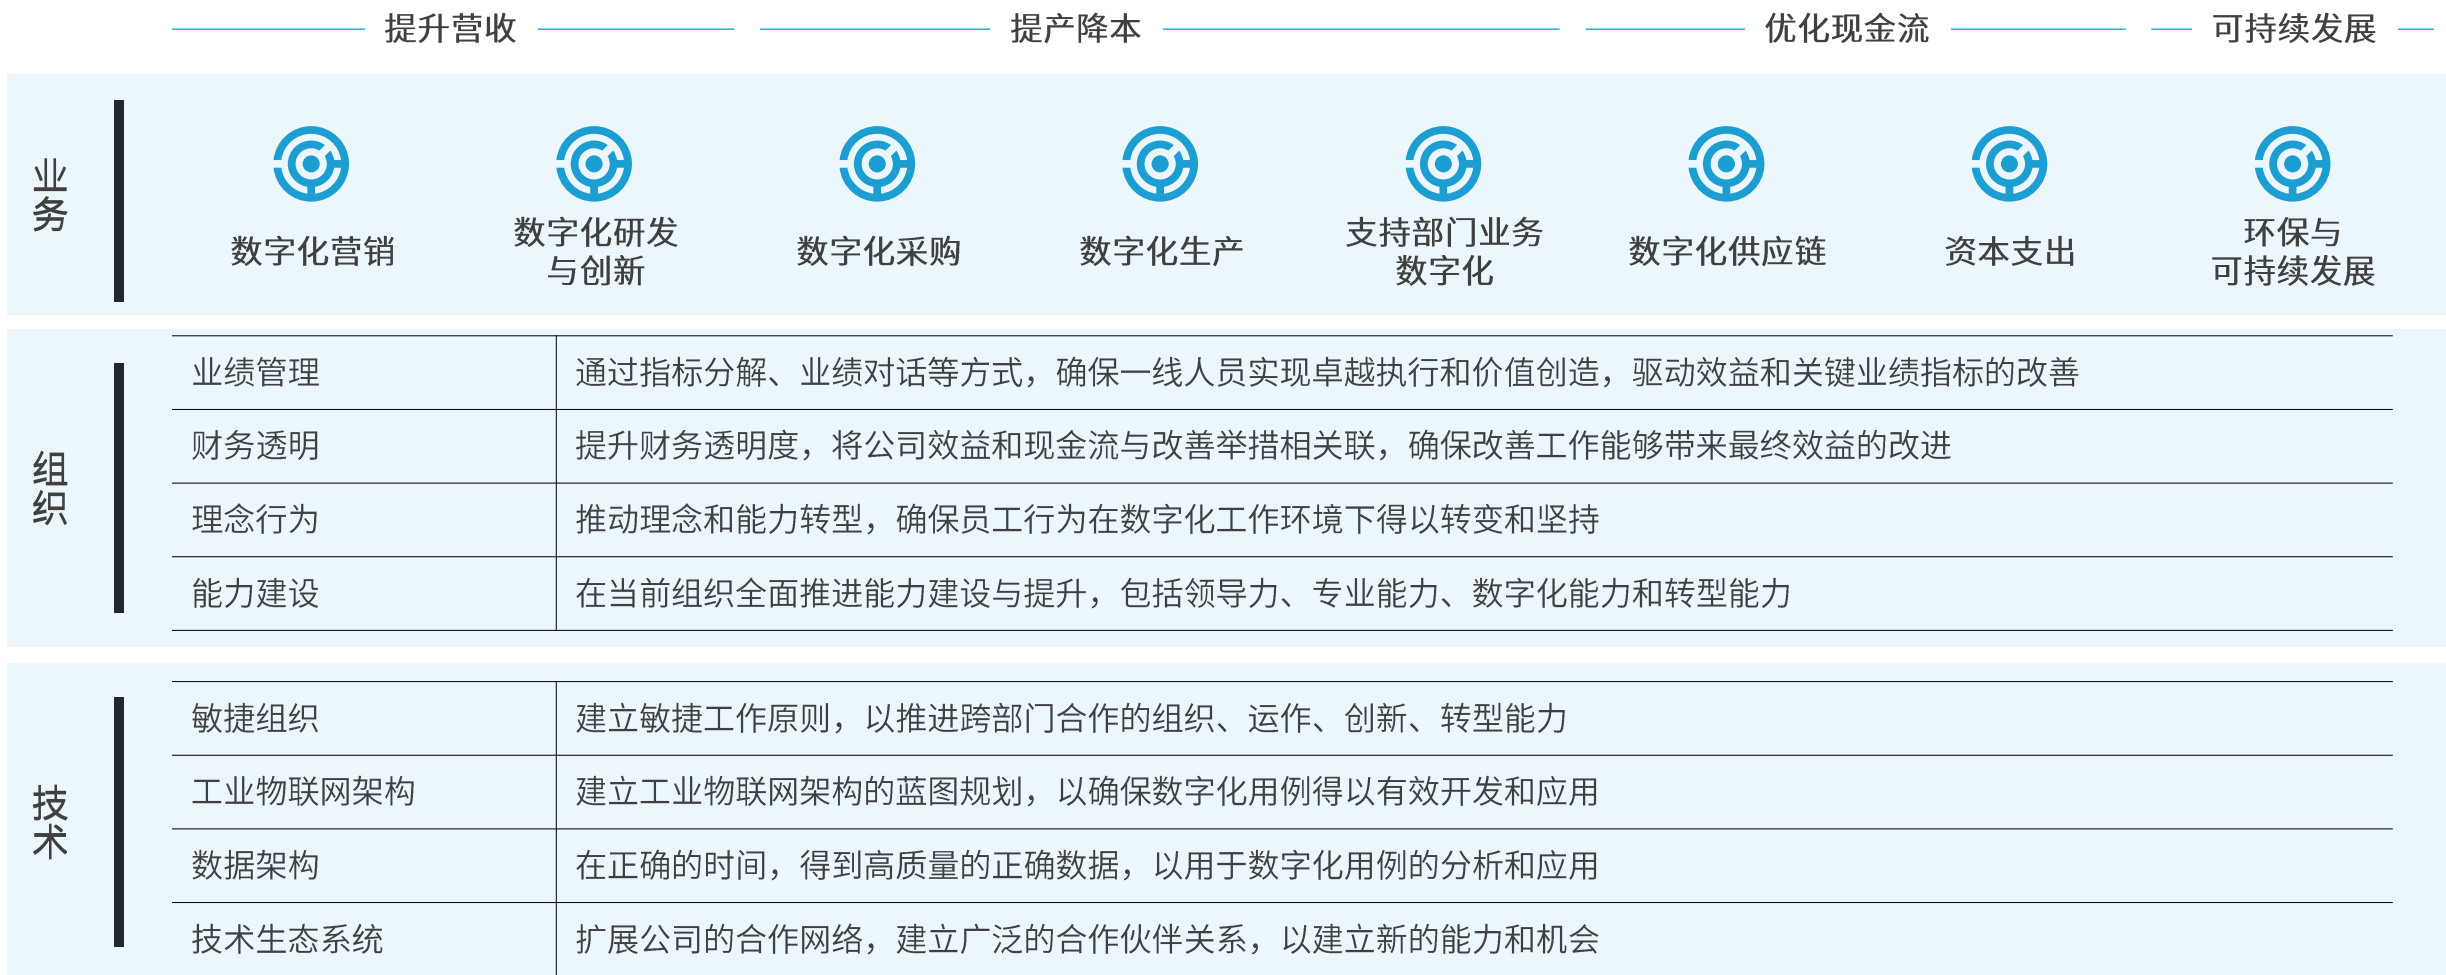 提升营收 提产降本 优化现金流 可持续发展
业务
数字化营销
数字化研发
与创新
数字化采购
数字化生产
支持部门业务
数字化
数字化供应链
资本支出
环保与
可持续发展
组织
业绩管理 通过指标分解、业绩对话等方式，确保一线人员实现卓越执行和价值创造，驱动效益和关键业绩指标的改善
财务透明 提升财务透明度，将公司效益和现金流与改善举措相关联，确保改善工作能够带来最终效益的改进
理念行为 推动理念和能力转型，确保员工行为在数字化工作环境下得以转变和坚持
能力建设 在当前组织全面推进能力建设与提升，包括领导力、专业能力、数字化能力和转型能力
技术
敏捷组织 建立敏捷工作原则，以推进跨部门合作的组织、运作、创新、转型能力
工业物联网架构 建立工业物联网架构的蓝图规划，以确保数字化用例得以有效开发和应用
数据架构 在正确的时间，得到高质量的正确数据，以用于数字化用例的分析和应用
技术生态系统 扩展公司的合作网络，建立广泛的合作伙伴关系，以建立新的能力和机会